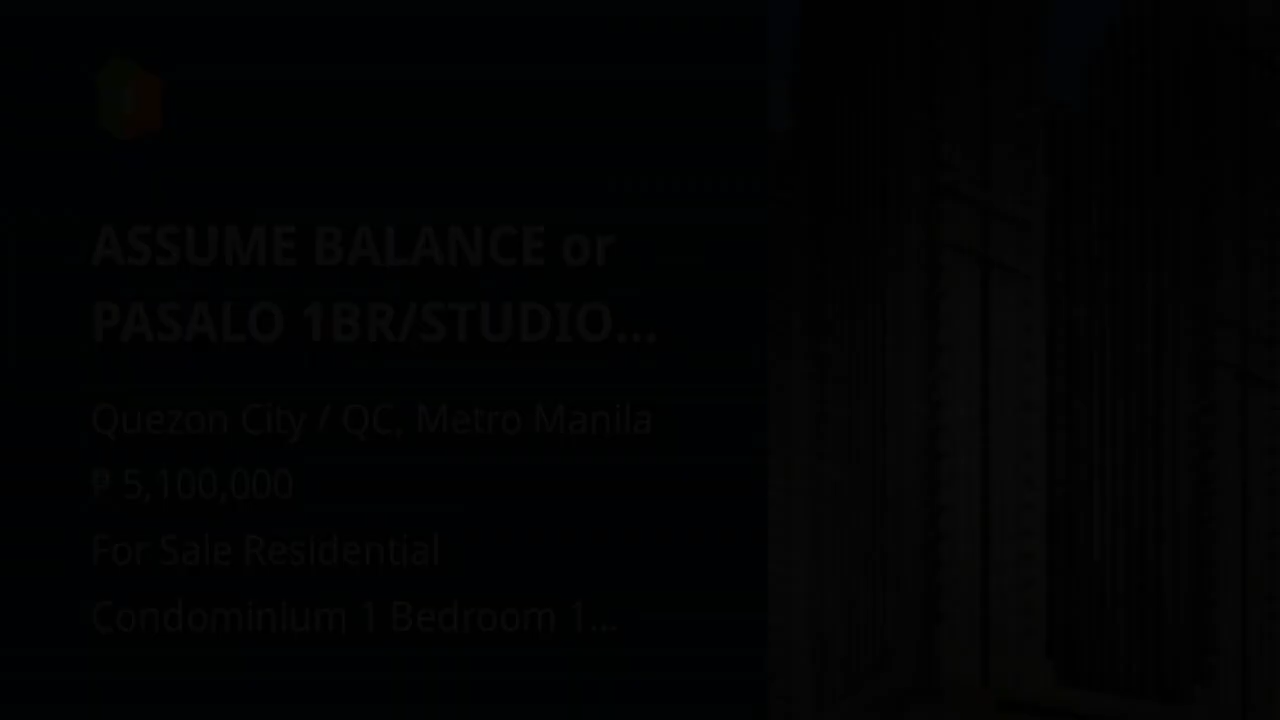 ASSUME BALANCE or
PASALO 1BR/STUDIO...
Quezon City / QC, Metro Manila
₱ 5,100,000
For Sale Residential
Condominium 1 Bedroom 1...